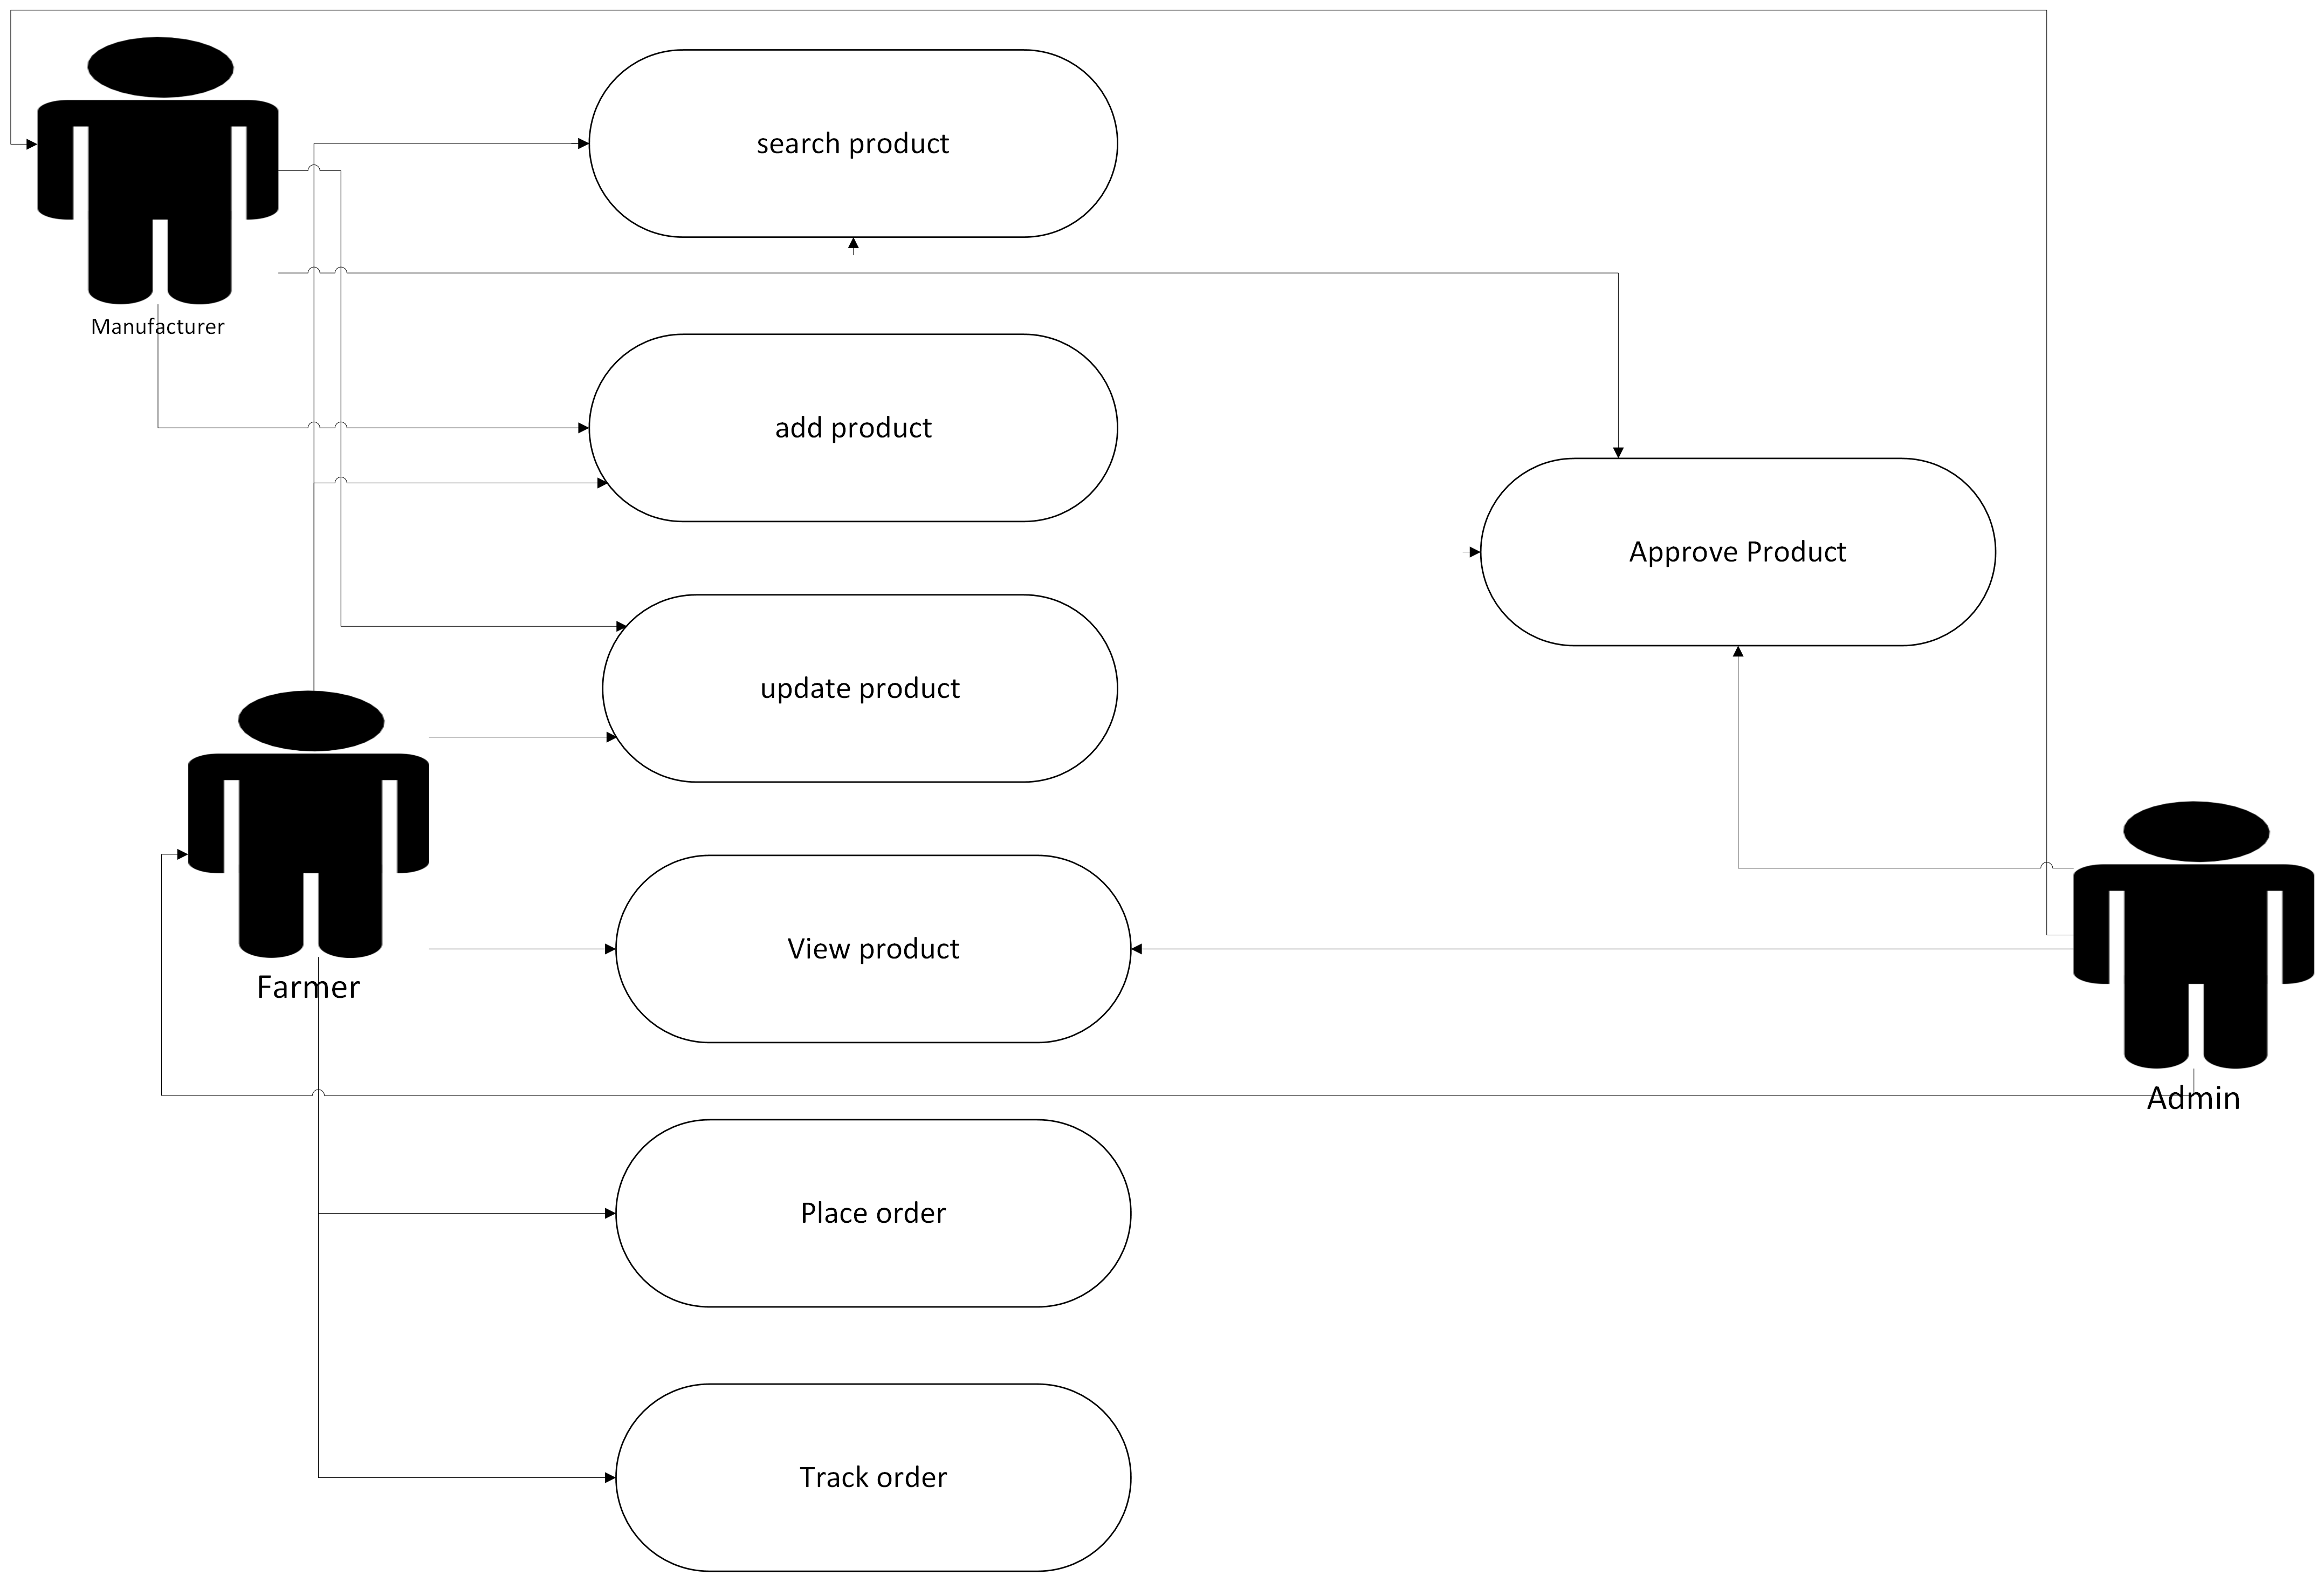 search product
Manufacturer
add product
Approve Product
update product
View product
Farmer
Admin
Place order
Track order